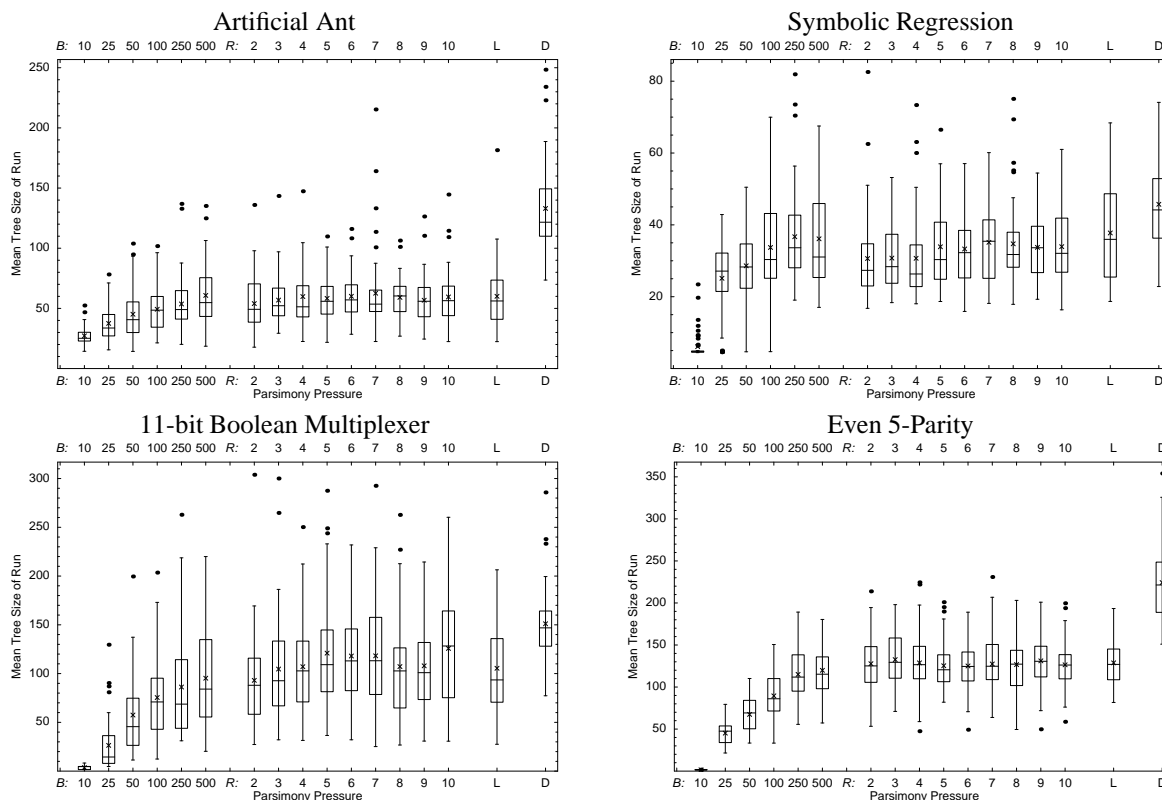 Artificial Ant
B: 10 25 50 100 250 500 R: 2 3 4 5 6 7 8 9 10 L D
250
200
150
100
50
Mean Tree Size of Run
B: 10 25 50 100 250 500 R: 2 3 4 5 6 7 8 9 10 L D
Parsimony Pressure
Symbolic Regression
B: 10 25 50 100 250 500 R: 2 3 4 5 6 7 8 9 10 L D
80
60
40
20
Mean Tree Size of Run
B: 10 25 50 100 250 500 R: 2 3 4 5 6 7 8 9 10 L D
Parsimony Pressure
11-bit Boolean Multiplexer
B: 10 25 50 100 250 500 R: 2 3 4 5 6 7 8 9 10 L D
300
250
200
150
100
50
Mean Tree Size of Run
B: 10 25 50 100 250 500 R: 2 3 4 5 6 7 8 9 10 L D
Parsimony Pressure
Even 5-Parity
B: 10 25 50 100 250 500 R: 2 3 4 5 6 7 8 9 10 L D
350
300
250
200
150
100
50
Mean Tree Size of Run
B: 10 25 50 100 250 500 R: 2 3 4 5 6 7 8 9 10 L D
Parsimony Pressure